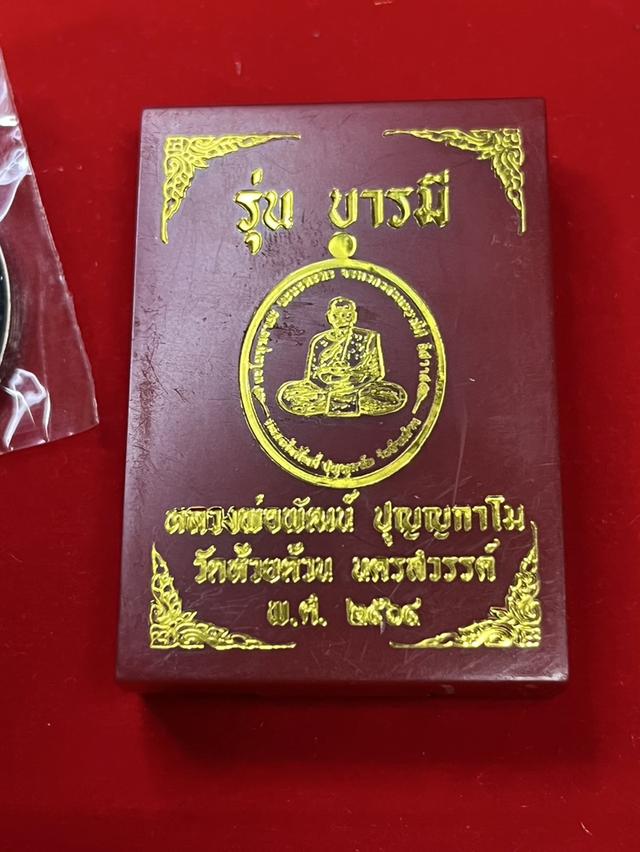 รุ่น บารมี
หลวงพ่อพัฒน์ ปุญญกาโม
วัดห้วยด้วน นครสวรรค์
พ.ศ. ๒๕๖๔